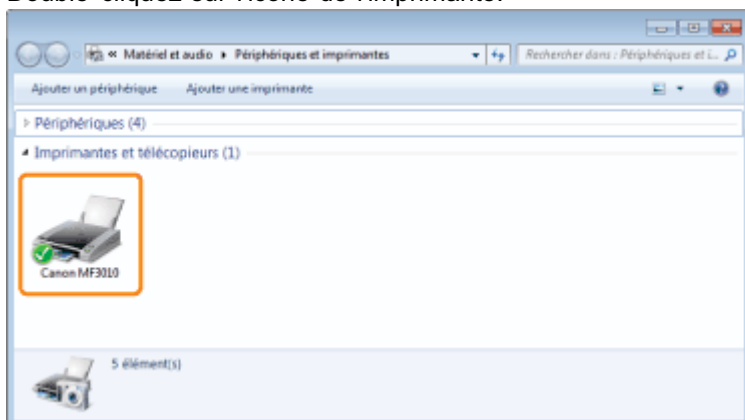 Double-cliquez sur l'icône de l'imprimante.
« Matériel et audio ▸ Périphériques et imprimantes
Rechercher dans : Périphériques et i...
Ajouter un périphérique Ajouter une imprimante
Périphériques (4)
Imprimantes et télécopieurs (1)
Canon MF3010
5 élément(s)